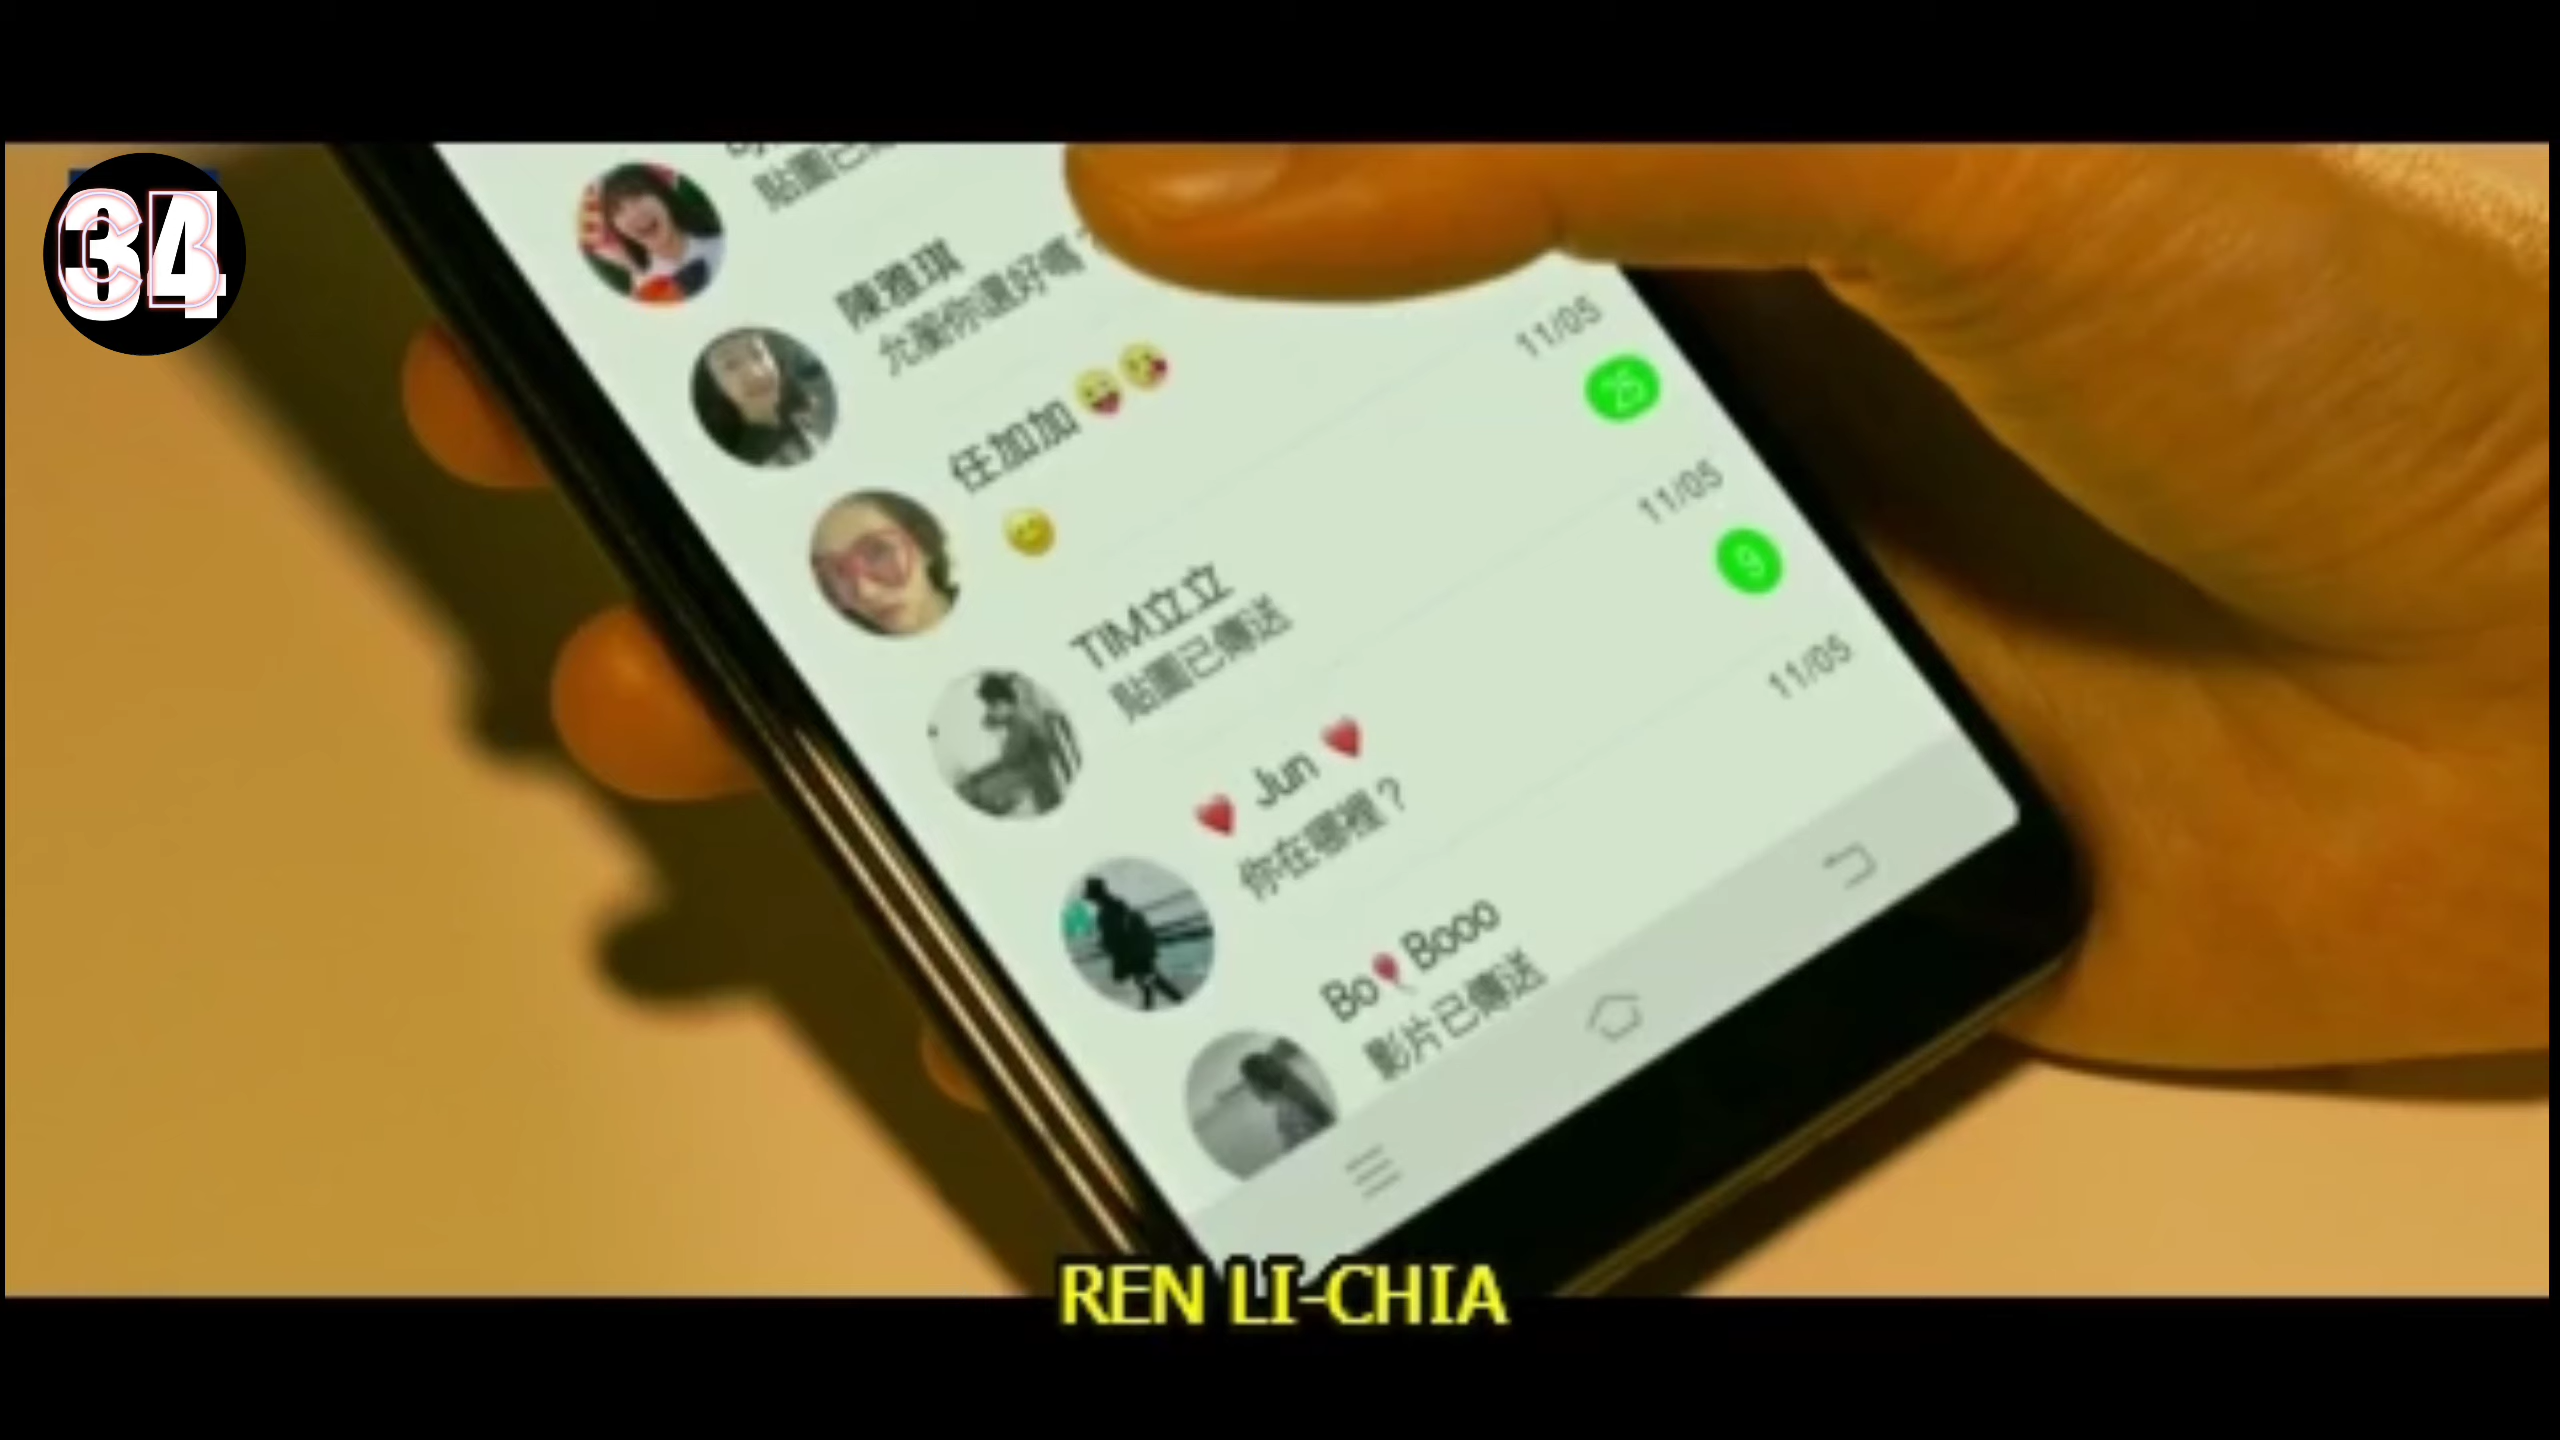 34
貼圖已
陳雅琪
允蘭你還好嗎？
任加加 😜😘
😊
11/05
25
TIM立立
貼圖已傳送
11/05
9
❤ Jun ❤
你在哪裡？
11/05
Bo🎈Booo
影片已傳送
REN LI-CHIA